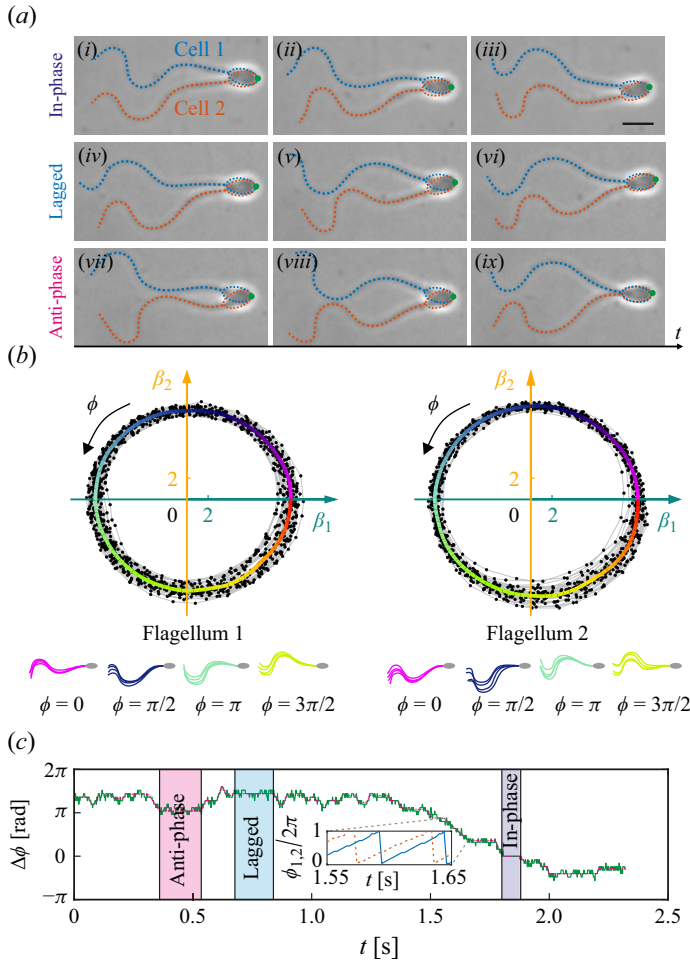 (a)
In-phase
(i) Cell 1
Cell 2
(ii)
(iii)
Lagged
(iv)
(v)
(vi)
Anti-phase
(vii)
(viii)
(ix)
t
(b)
ϕ β2
2
0 2 β1
Flagellum 1
ϕ = 0 ϕ = π/2 ϕ = π ϕ = 3π/2
ϕ β2
2
0 2 β1
Flagellum 2
ϕ = 0 ϕ = π/2 ϕ = π ϕ = 3π/2
(c)
Δϕ [rad]
2π
π
0
−π
Anti-phase
Lagged
In-phase
ϕ1,2/2π
1
0
1.55 t [s] 1.65
0 0.5 1.0 1.5 2.0 2.5
t [s]